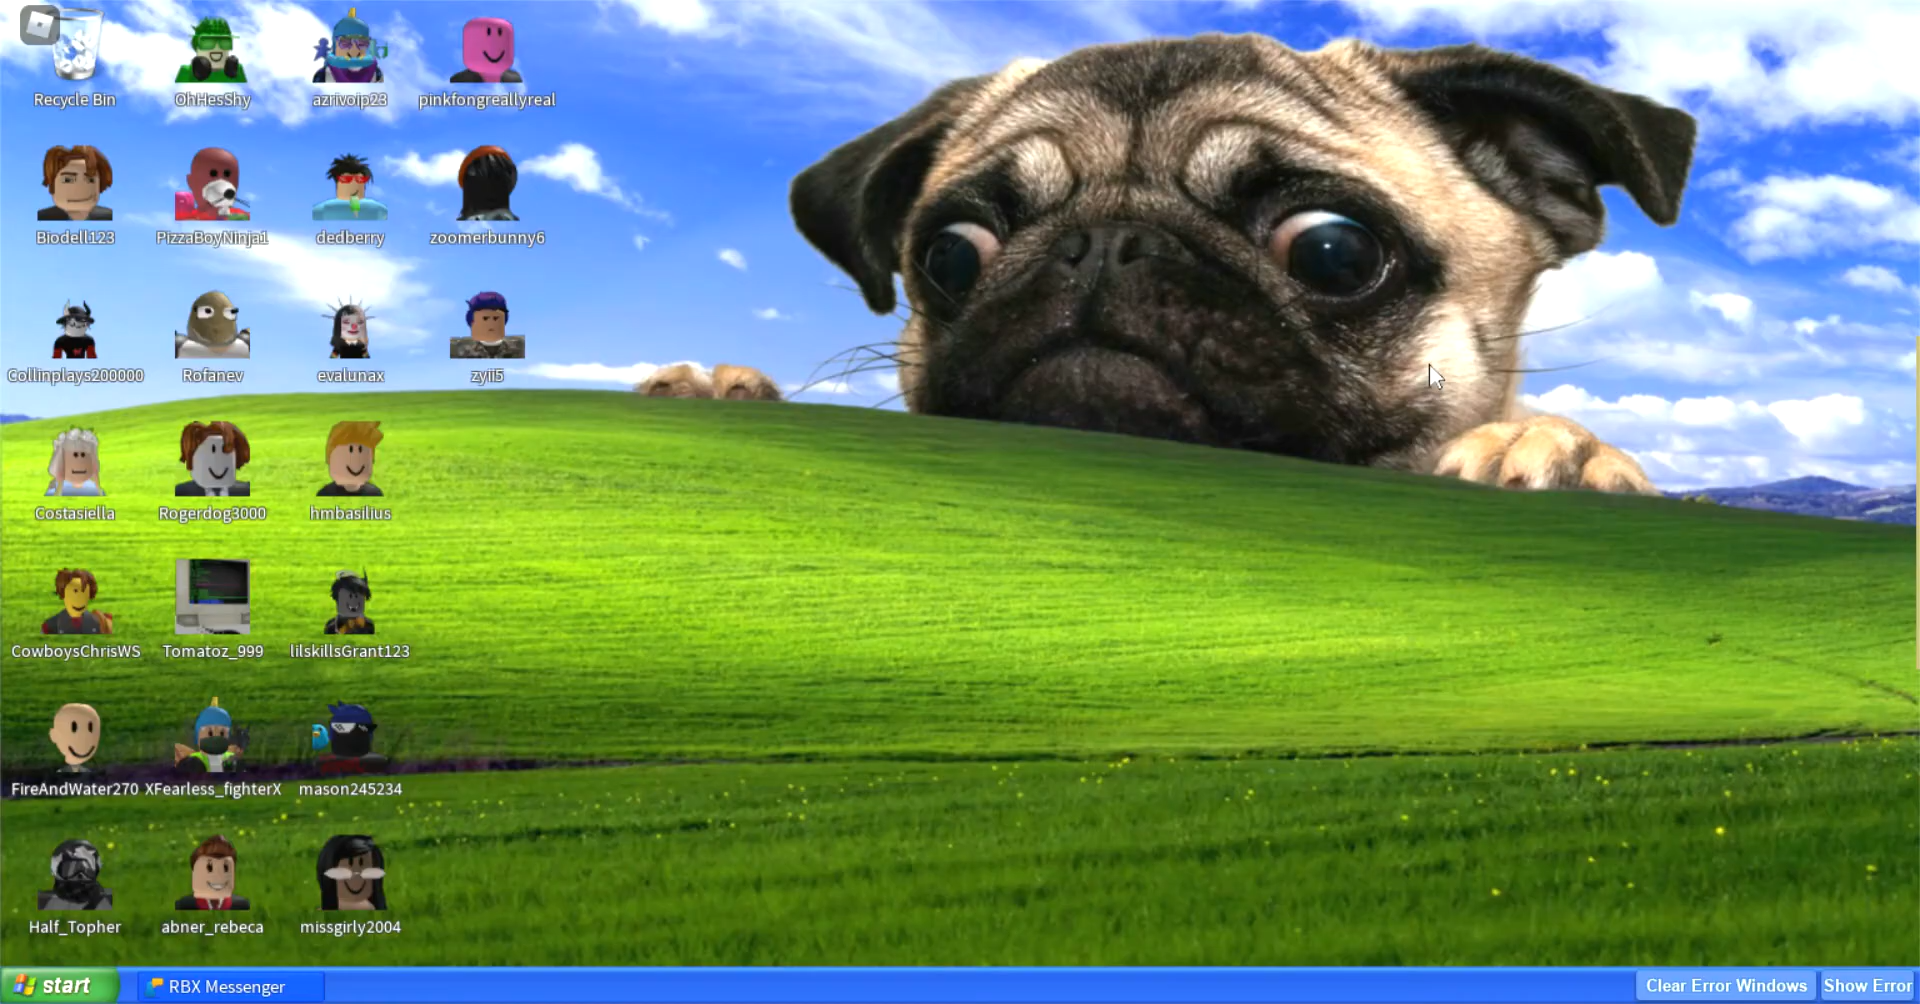 Recycle Bin
OhHesShy
azrivoip23
pinkfongreallyreal
Biodell123
PizzaBoyNinja1
dedberry
zoomerbunny6
Collinplays200000
Rofanev
evalunax
zyii5
Costasiella
Rogerdog3000
hmbasilius
CowboysChrisWS
Tomatoz_999
lilskillsGrant123
FireAndWater270
XFearless_fighterX
mason245234
Half_Topher
abner_rebeca
missgirly2004
start
RBX Messenger
Clear Error Windows
Show Error